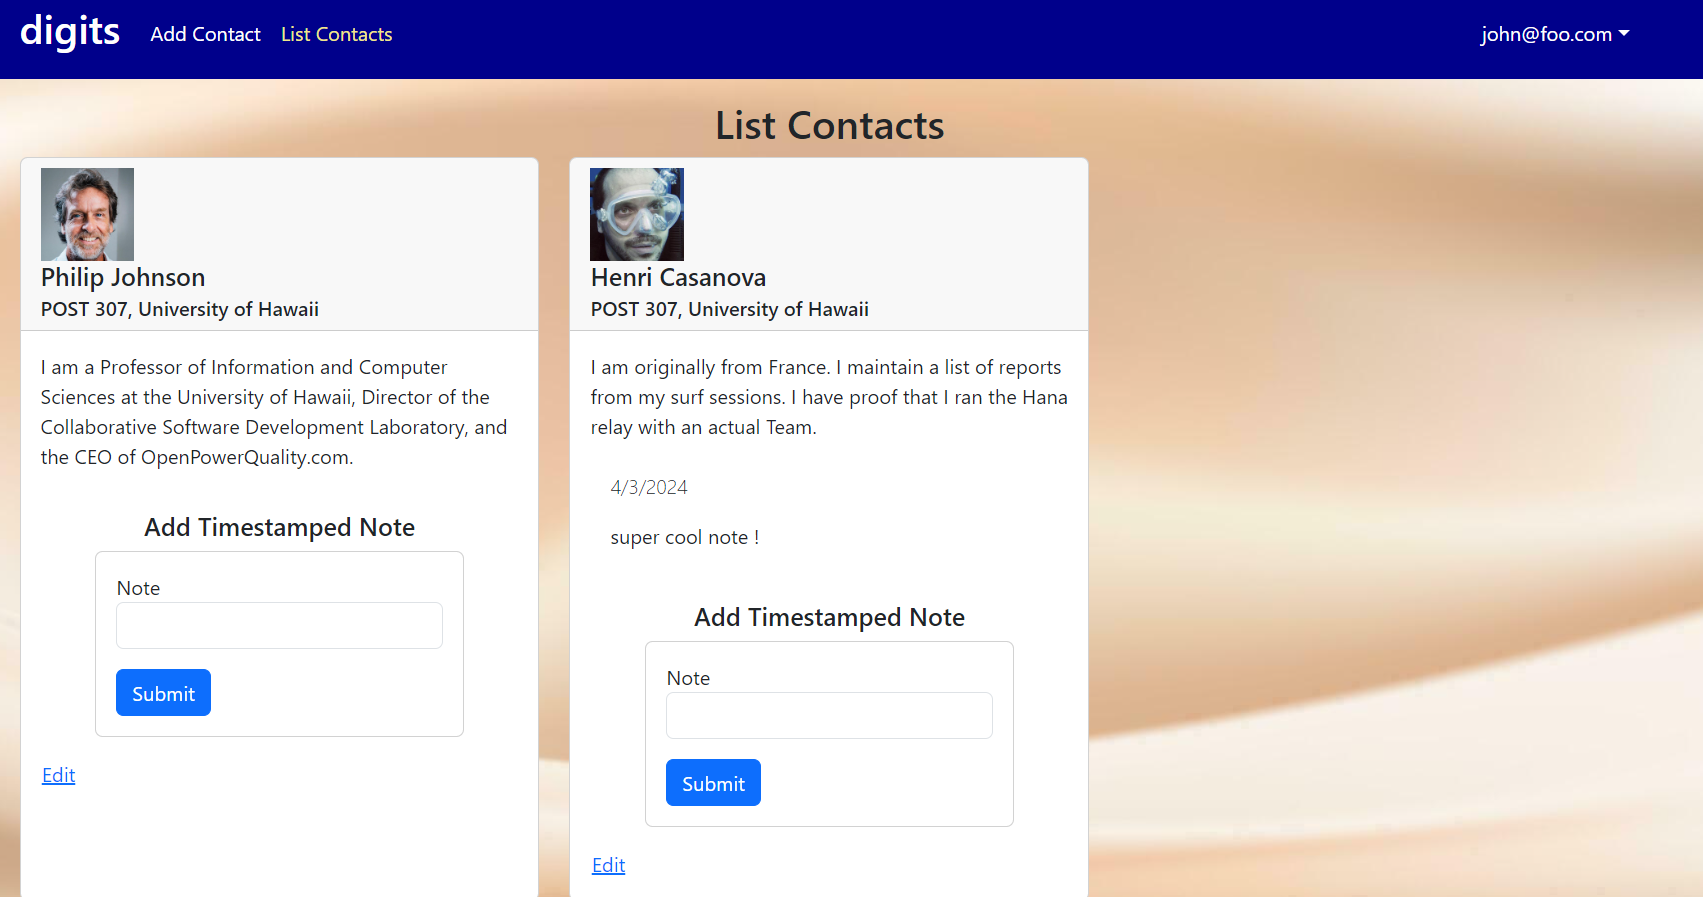 digits Add Contact List Contacts john@foo.com
List Contacts
Philip Johnson
POST 307, University of Hawaii
I am a Professor of Information and Computer
Sciences at the University of Hawaii, Director of the
Collaborative Software Development Laboratory, and
the CEO of OpenPowerQuality.com.
Add Timestamped Note
Note
Submit
Edit
Henri Casanova
POST 307, University of Hawaii
I am originally from France. I maintain a list of reports
from my surf sessions. I have proof that I ran the Hana
relay with an actual Team.
4/3/2024
super cool note !
Add Timestamped Note
Note
Submit
Edit